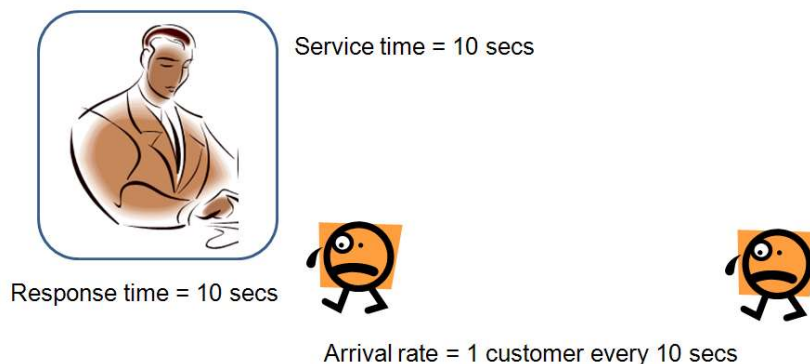 Service time = 10 secs
Response time = 10 secs
Arrival rate = 1 customer every 10 secs